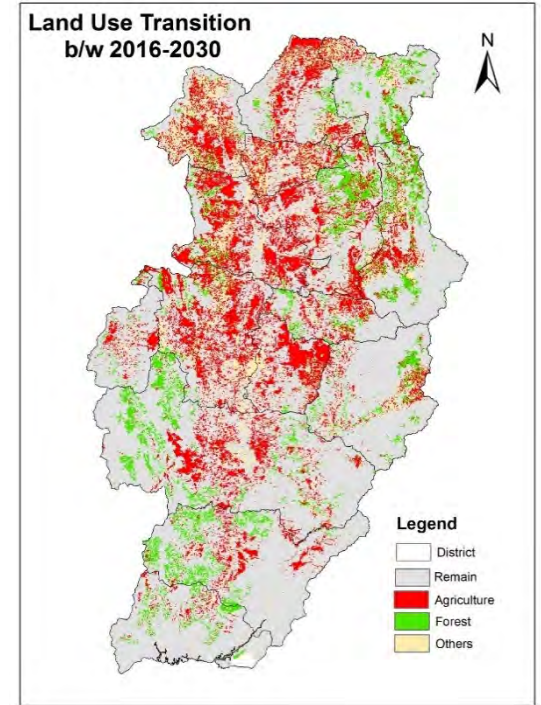 Land Use Transition
b/w 2016-2030
N
Legend
District
Remain
Agriculture
Forest
Others